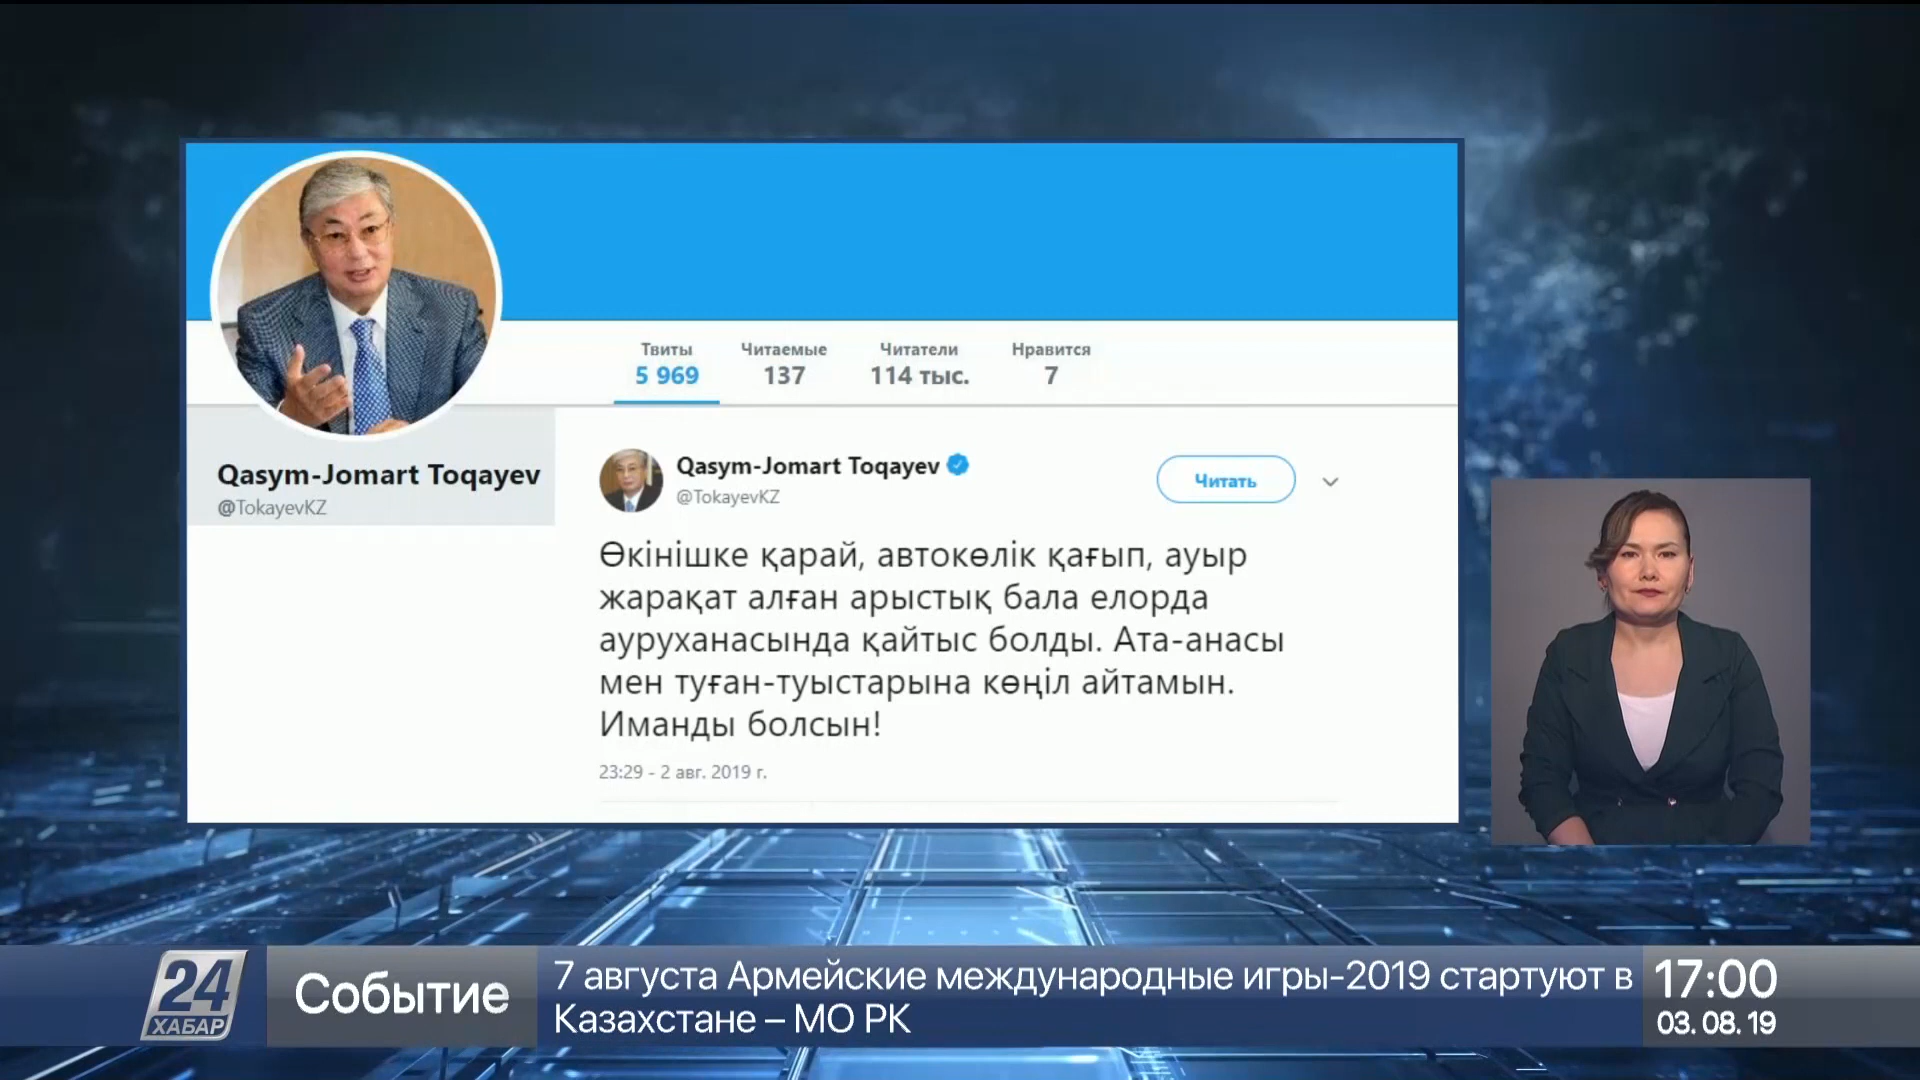 Твиты
5 969
Читаемые
137
Читатели
114 тыс.
Нравится
7
Qasym-Jomart Toqayev
@TokayevKZ
Qasym-Jomart Toqayev
@TokayevKZ
Читать
Өкінішке қарай, автокөлік қағып, ауыр
жарақат алған арыстық бала елорда
ауруханасында қайтыс болды. Ата-анасы
мен туған-туыстарына көңіл айтамын.
Иманды болсын!
23:29 - 2 авг. 2019 г.
24
ХАБАР
Событие
7 августа Армейские международные игры-2019 стартуют в
Казахстане – МО РК
17:00
03. 08. 19